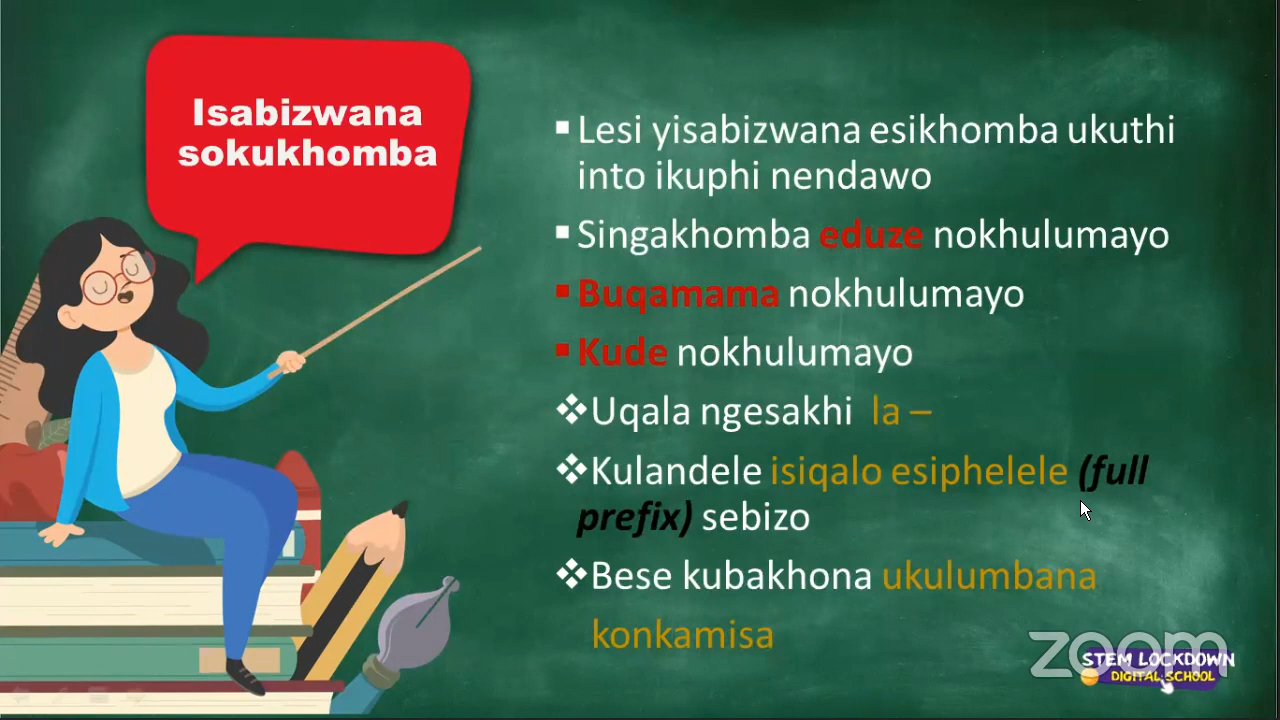 Isabizwana
sokukhomba
▪ Lesi yisabizwana esikhomba ukuthi
into ikuphi nendawo
▪ Singakhomba eduze nokhulumayo
▪ Buqamama nokhulumayo
▪ Kude nokhulumayo
❖ Uqala ngesakhi la –
❖ Kulandele isiqalo esiphelele (full
prefix) sebizo
❖ Bese kubakhona ukulumbana
konkamisa
zoom
STEM LOCKDOWN
DIGITAL SCHOOL